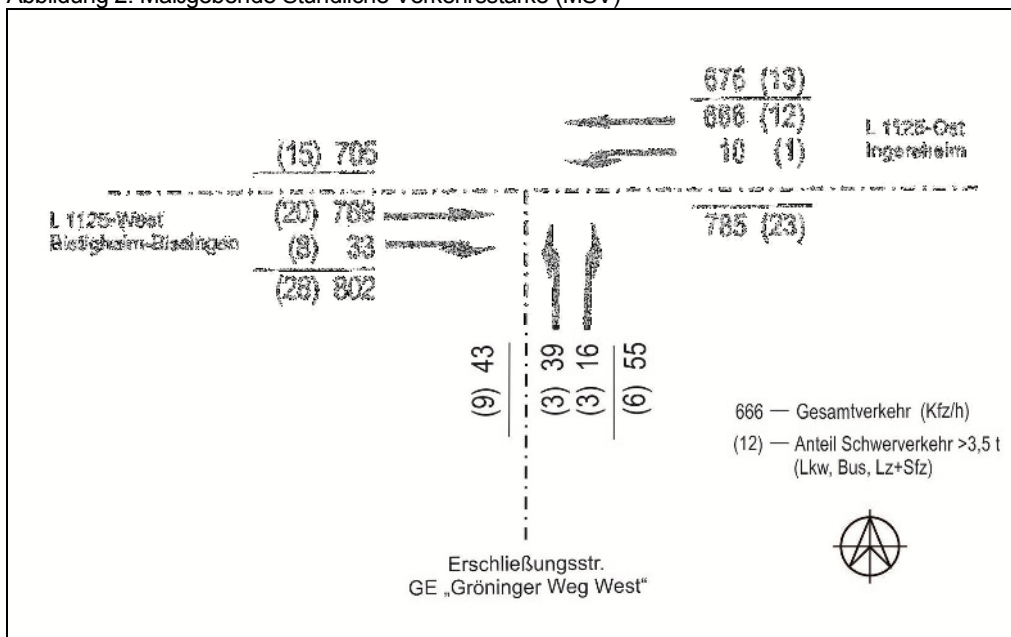 Abbildung 2: Maßgebende Stündliche Verkehrsstärke (MSV)
676 (13)
666 (12)
10 (1)
L 1125-Ost
Ingersheim
(15) 705
L 1125-West
Bietigheim-Bissingen
(20) 769
(8) 33
(28) 802
785 (23)
(9) 43
(3) 39
(3) 16
(6) 55
666 — Gesamtverkehr (Kfz/h)
(12) — Anteil Schwerverkehr >3,5 t
(Lkw, Bus, Lz+Sfz)
Erschließungsstr.
GE „Gröninger Weg West“